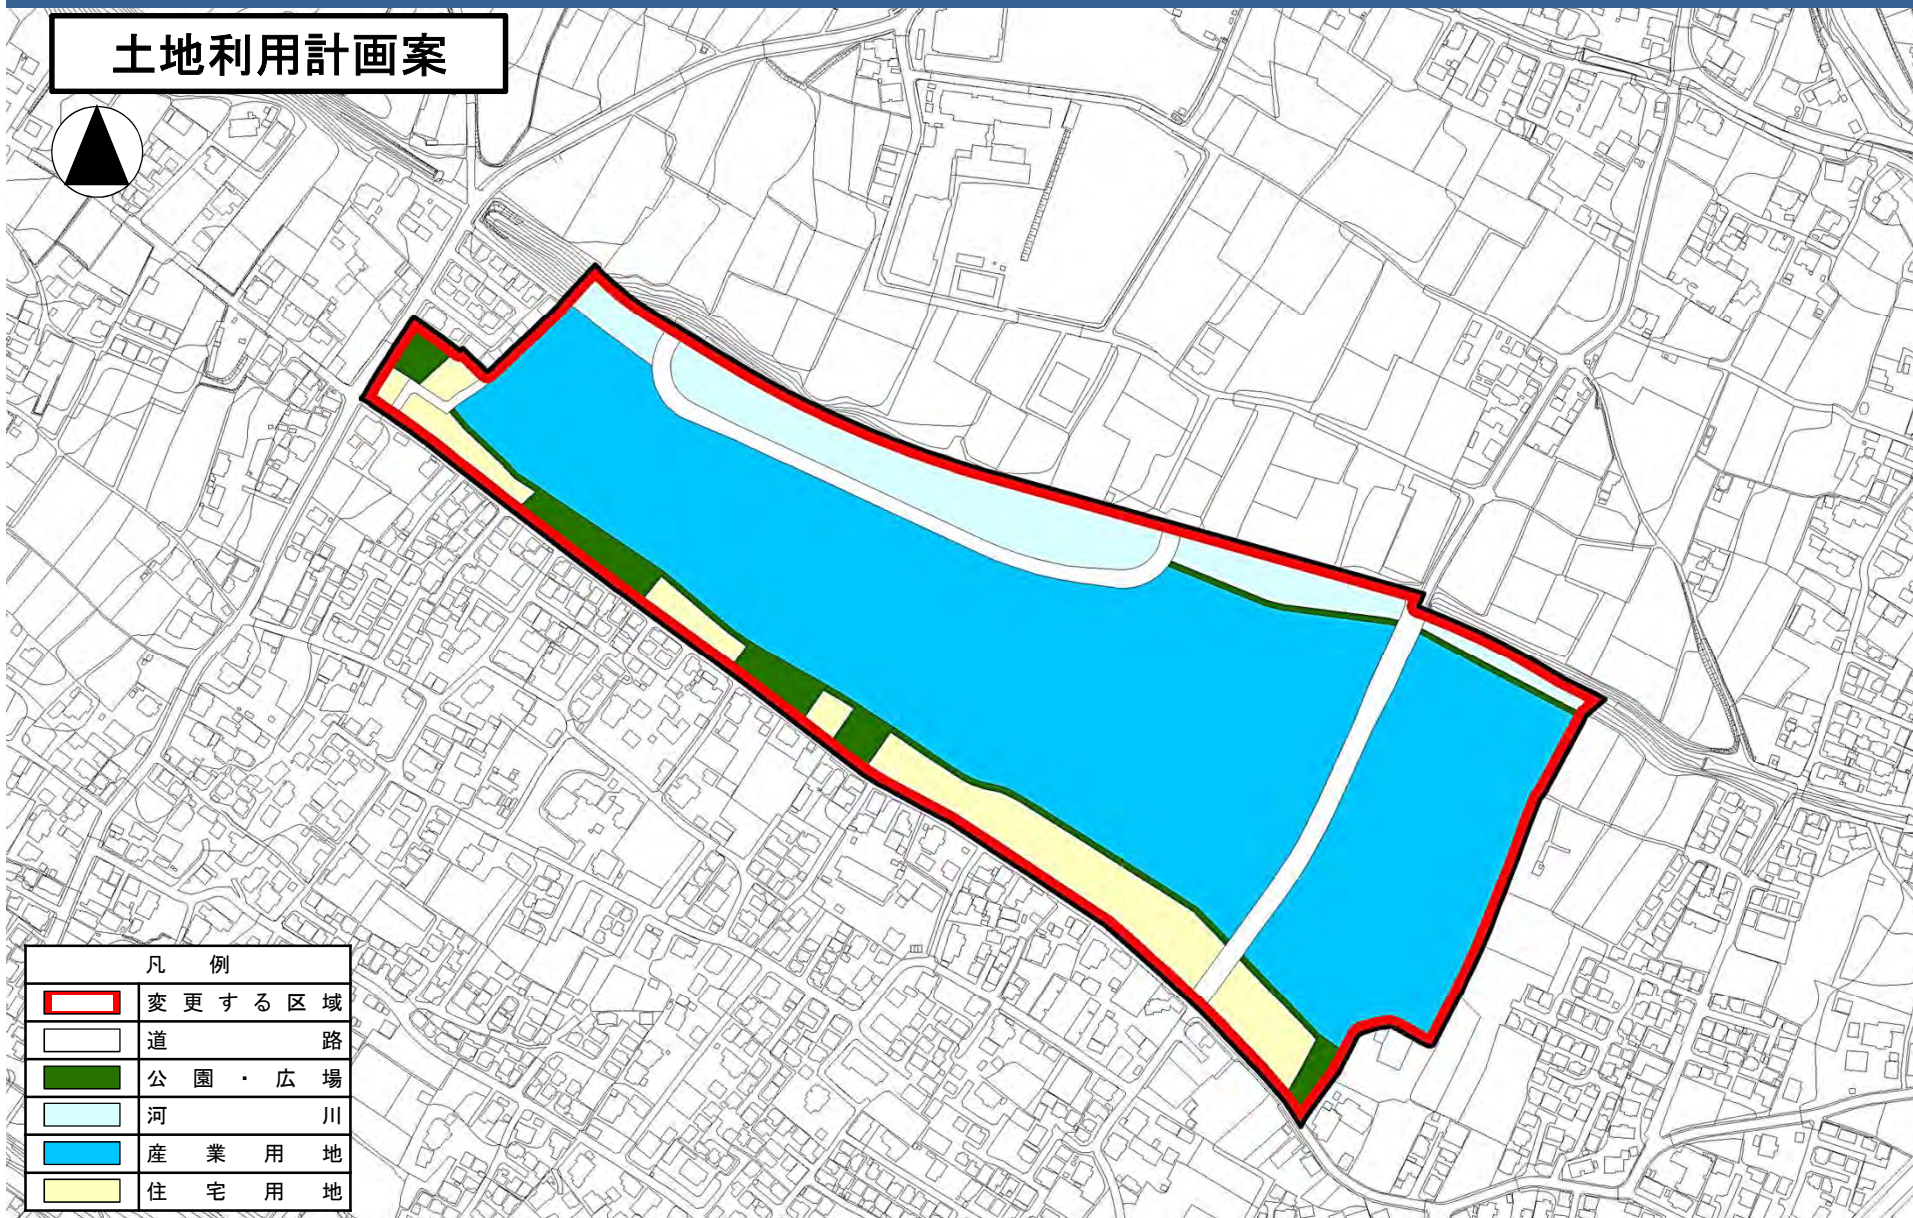 土地利用計画案
凡例
変更する区域
道路
公園・広場
河川
産業用地
住宅用地